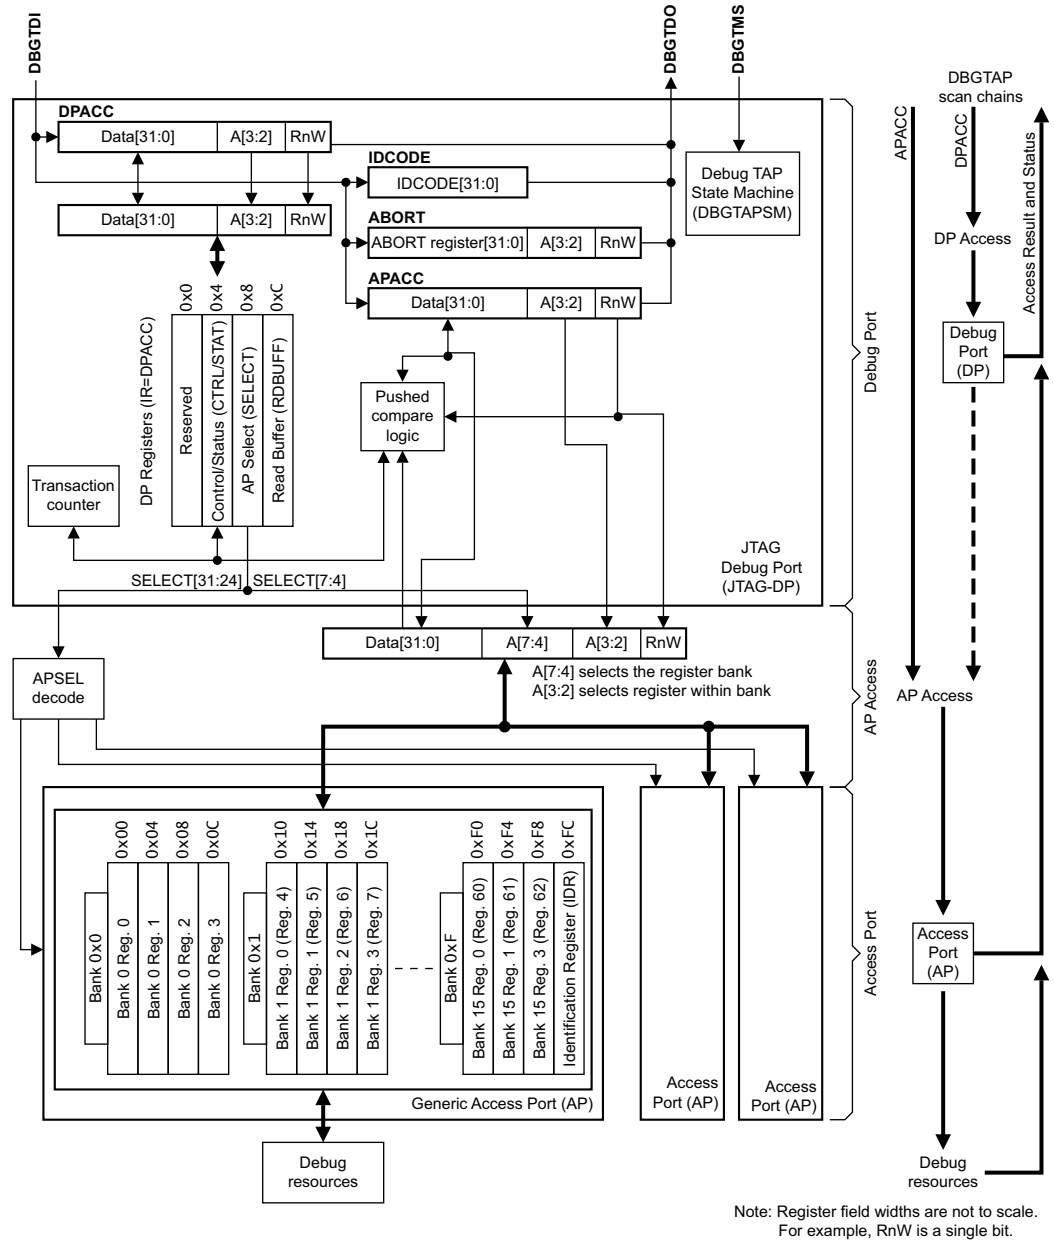 DBGTDI
DBGTDO
DBGTMS
DPACC
Data[31:0]
A[3:2]
RnW
IDCODE
IDCODE[31:0]
Data[31:0]
A[3:2]
RnW
ABORT
ABORT register[31:0]
A[3:2]
RnW
APACC
Data[31:0]
A[3:2]
RnW
Debug TAP
State Machine
(DBGTAPSM)
DP Registers (IR=DPACC)
0x0
0x4
0x8
0xC
Reserved
Control/Status (CTRL/STAT)
AP Select (SELECT)
Read Buffer (RDBUFF)
Pushed
compare
logic
Transaction
counter
JTAG
Debug Port
(JTAG-DP)
SELECT[31:24]
SELECT[7:4]
Data[31:0]
A[7:4]
A[3:2]
RnW
A[7:4] selects the register bank
A[3:2] selects register within bank
APSEL
decode
Bank 0x0
0x00
0x04
0x08
0x0C
Bank 0 Reg. 0
Bank 0 Reg. 1
Bank 0 Reg. 2
Bank 0 Reg. 3
Bank 0x1
0x10
0x14
0x18
0x1C
Bank 1 Reg. 0 (Reg. 4)
Bank 1 Reg. 1 (Reg. 5)
Bank 1 Reg. 2 (Reg. 6)
Bank 1 Reg. 3 (Reg. 7)
Bank 0xF
0xF0
0xF4
0xF8
0xFC
Bank 15 Reg. 0 (Reg. 60)
Bank 15 Reg. 1 (Reg. 61)
Bank 15 Reg. 3 (Reg. 62)
Identification Register (IDR)
Generic Access Port (AP)
Access
Port (AP)
Access
Port (AP)
Debug
resources
Debug Port
AP Access
Access Port
DBGTAP
scan chains
APACC
DPACC
Access Result and Status
DP Access
Debug
Port
(DP)
AP Access
Access
Port
(AP)
Debug
resources
Note: Register field widths are not to scale.
For example, RnW is a single bit.